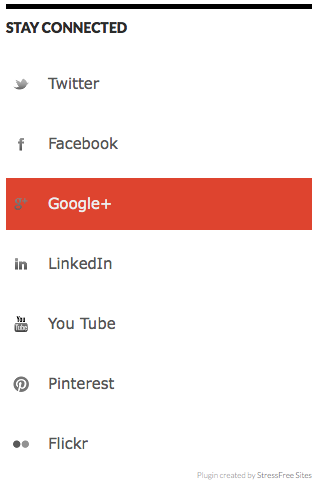 STAY CONNECTED
Twitter
Facebook
Google+
LinkedIn
You Tube
Pinterest
Flickr
Plugin created by StressFree Sites